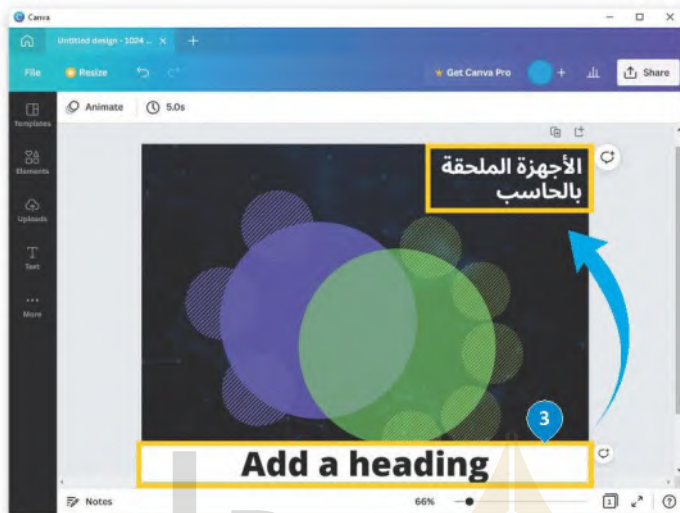 Canva
Untitled design - 1024 ... × +
File Resize Get Canva Pro + Share
Animate 5.0s
Templates
Elements
Uploads
Text
More
الأجهزة الملحقة
بالحاسب
3
Add a heading
Notes 66% 1